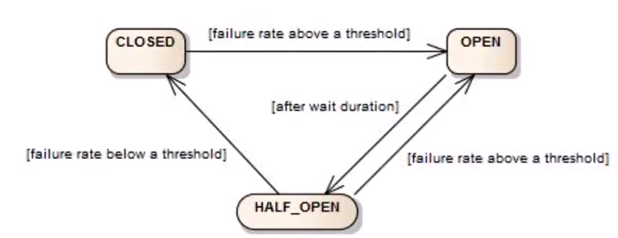 [failure rate above a threshold]
CLOSED
OPEN
[after wait duration]
[failure rate below a threshold]
[failure rate above a threshold]
HALF_OPEN